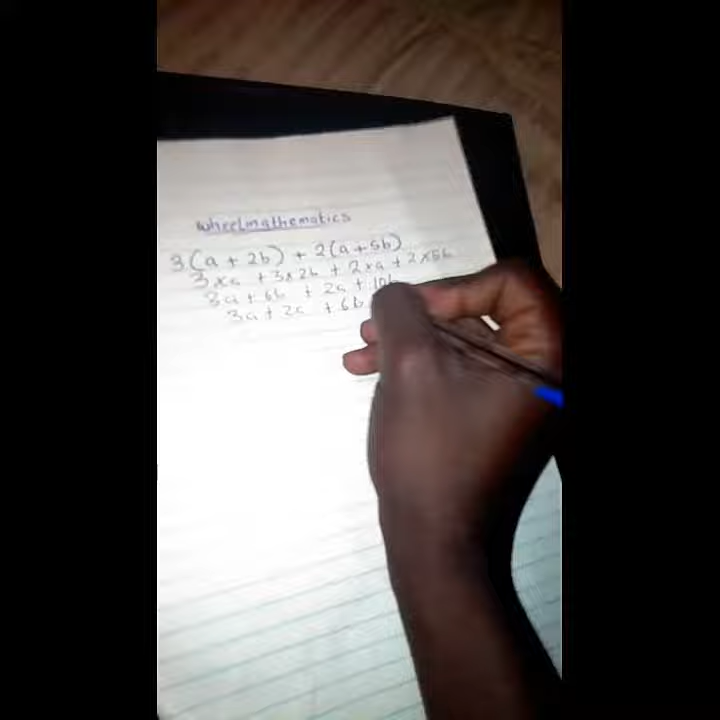 wheelmathematics
3(a + 2b) + 2(a + 5b)
3×a + 3×2b + 2×a + 2×5b
3a + 6b + 2a + 10b
3a + 2a + 6b